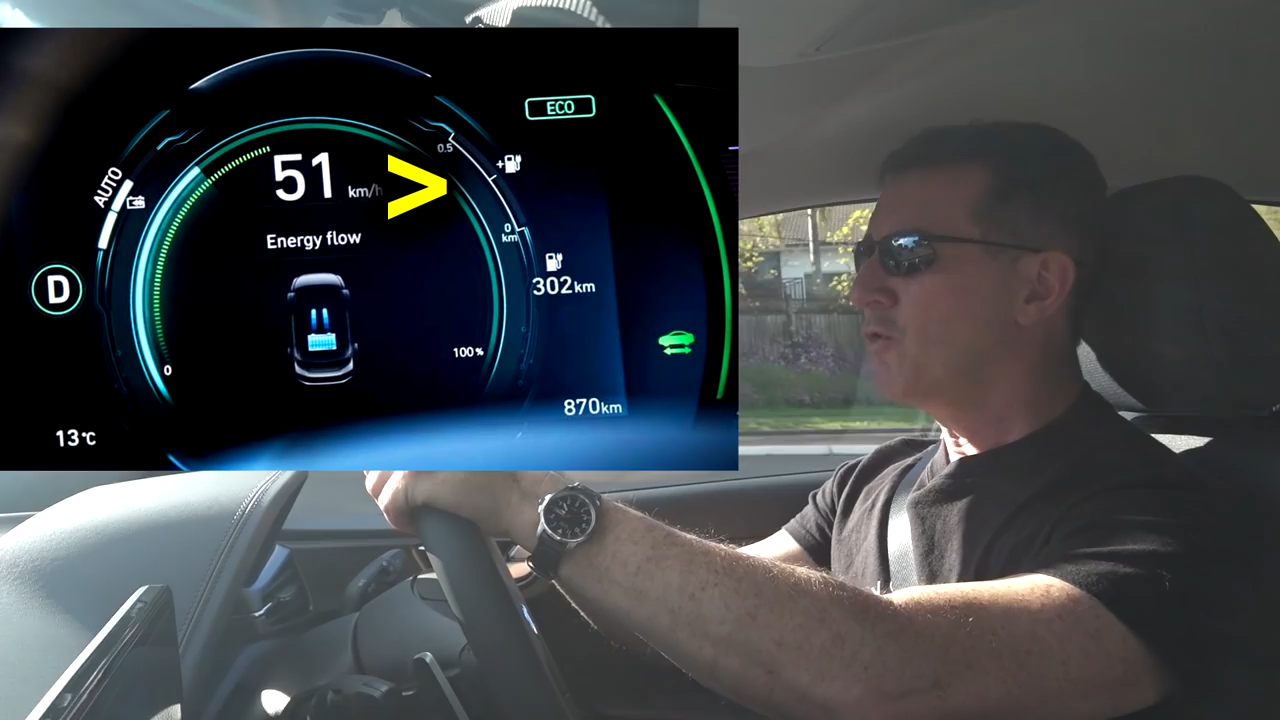 ECO
0.5
AUTO
51 km/h
>
+
Energy flow
0
km
302km
D
100%
0
870km
13°C